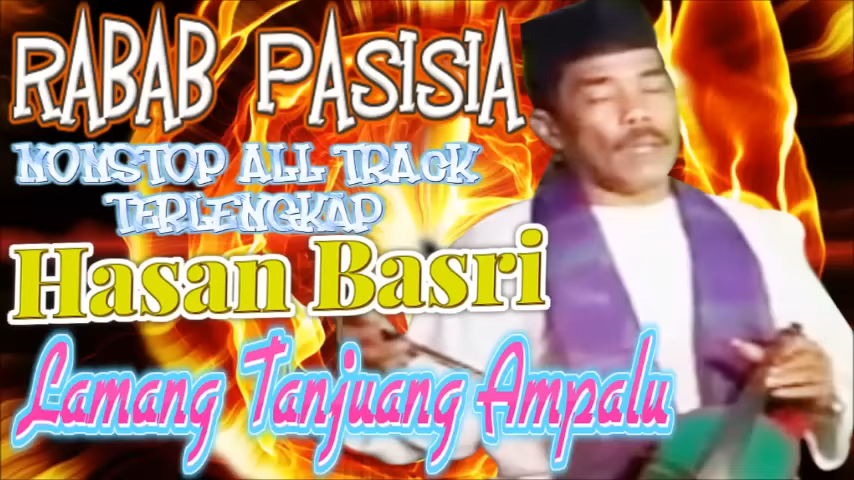 RABAB PASISIA
NONSTOP ALL TRACK
TERLENGKAP
Hasan Basri
Lamang Tanjuang Ampalu